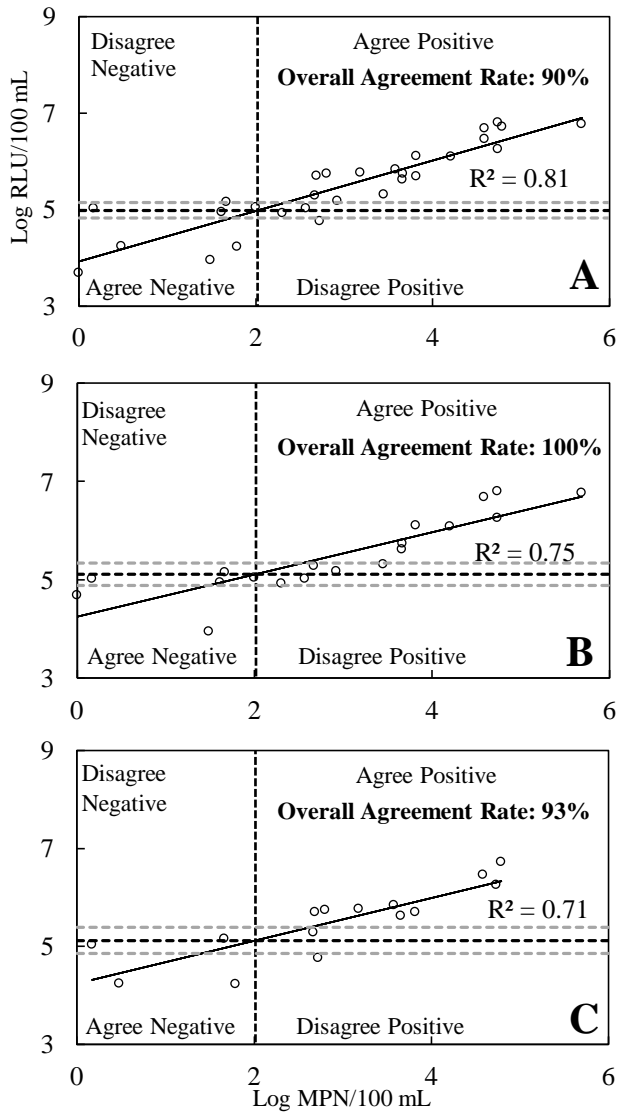 9
Disagree
Negative
Agree Positive
Overall Agreement Rate: 90%
7
Log RLU/100 mL
R² = 0.81
5
Agree Negative
Disagree Positive
A
3
0
2
4
6
9
Disagree
Negative
Agree Positive
Overall Agreement Rate: 100%
7
R² = 0.75
5
Agree Negative
Disagree Positive
B
3
0
2
4
6
9
Disagree
Negative
Agree Positive
Overall Agreement Rate: 93%
7
R² = 0.71
5
Agree Negative
Disagree Positive
C
3
0
2
4
6
Log MPN/100 mL